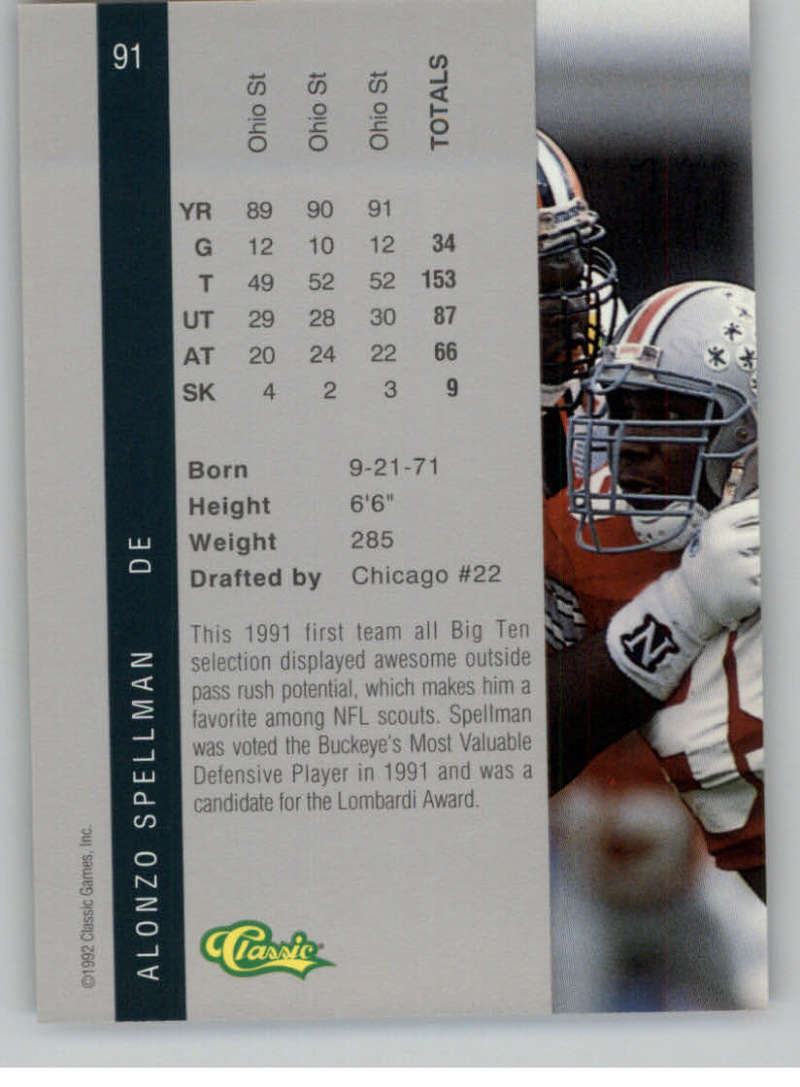 91
ALONZO SPELLMAN DE
©1992 Classic Games, Inc.
Ohio St Ohio St Ohio St TOTALS
YR 89 90 91
G 12 10 12 34
T 49 52 52 153
UT 29 28 30 87
AT 20 24 22 66
SK 4 2 3 9
Born 9-21-71
Height 6'6"
Weight 285
Drafted by Chicago #22
This 1991 first team all Big Ten
selection displayed awesome outside
pass rush potential, which makes him a
favorite among NFL scouts. Spellman
was voted the Buckeye's Most Valuable
Defensive Player in 1991 and was a
candidate for the Lombardi Award.
Classic
N